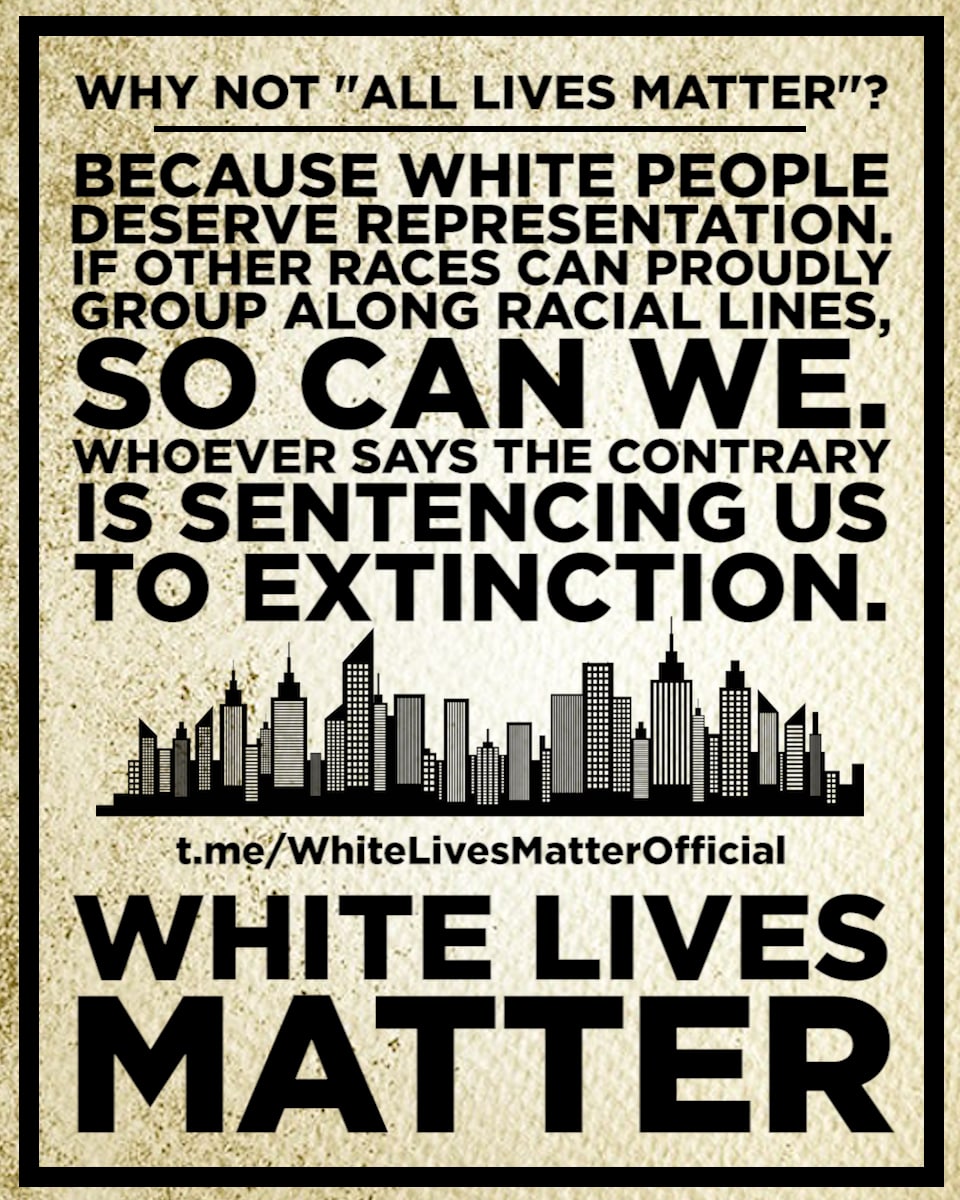 WHY NOT "ALL LIVES MATTER"?
BECAUSE WHITE PEOPLE
DESERVE REPRESENTATION.
IF OTHER RACES CAN PROUDLY
GROUP ALONG RACIAL LINES,
SO CAN WE.
WHOEVER SAYS THE CONTRARY
IS SENTENCING US
TO EXTINCTION.
t.me/WhiteLivesMatterOfficial
WHITE LIVES
MATTER